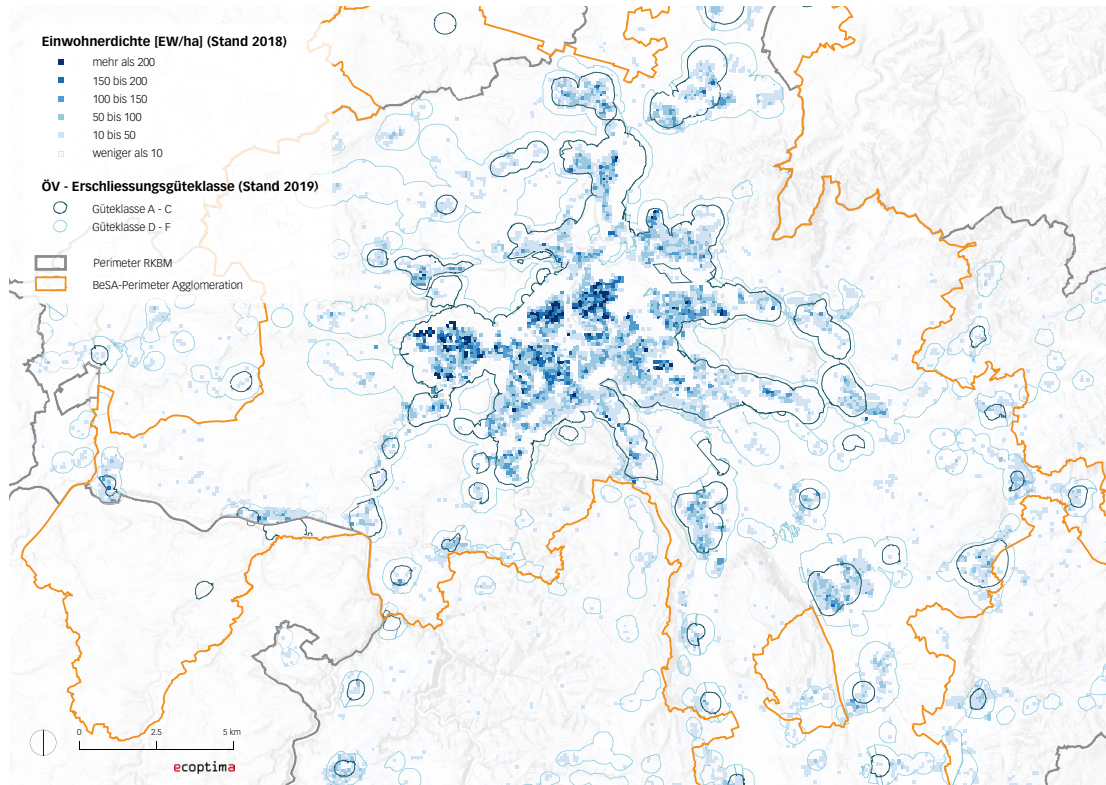 Einwohnerdichte [EW/ha] (Stand 2018)
mehr als 200
150 bis 200
100 bis 150
50 bis 100
10 bis 50
weniger als 10
ÖV - Erschliessungsgüteklasse (Stand 2019)
Güteklasse A - C
Güteklasse D - F
Perimeter RKBM
BeSA-Perimeter Agglomeration
0 2.5 5 km
ecoptima